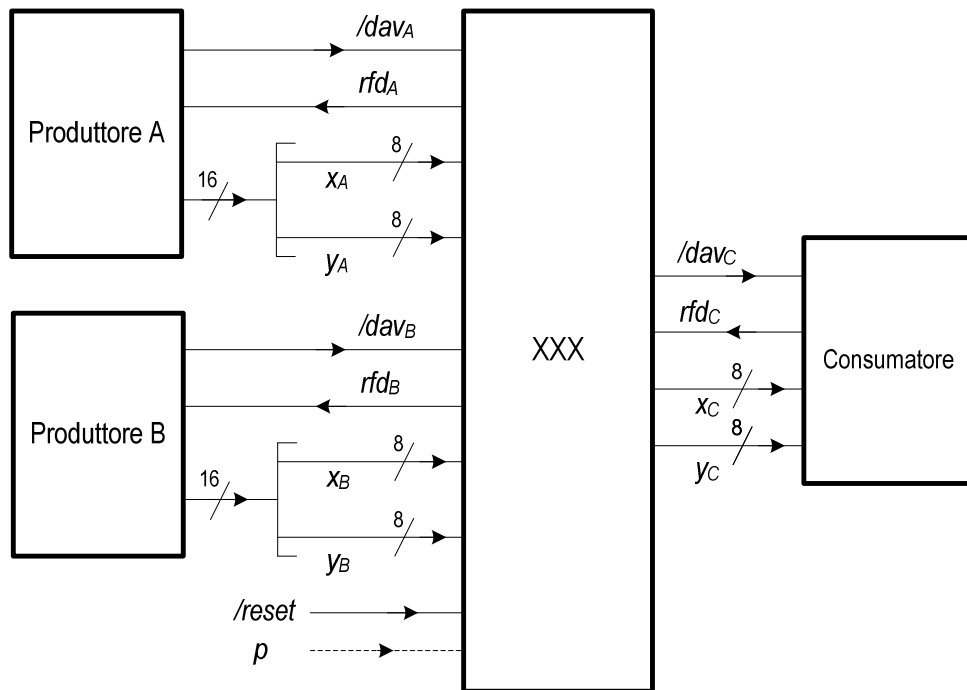 /davA
rfdA
Produttore A
16
8
xA
8
yA
/davB
rfdB
Produttore B
16
8
xB
8
yB
/reset
p
XXX
/davC
rfdC
8
xC
8
yC
Consumatore